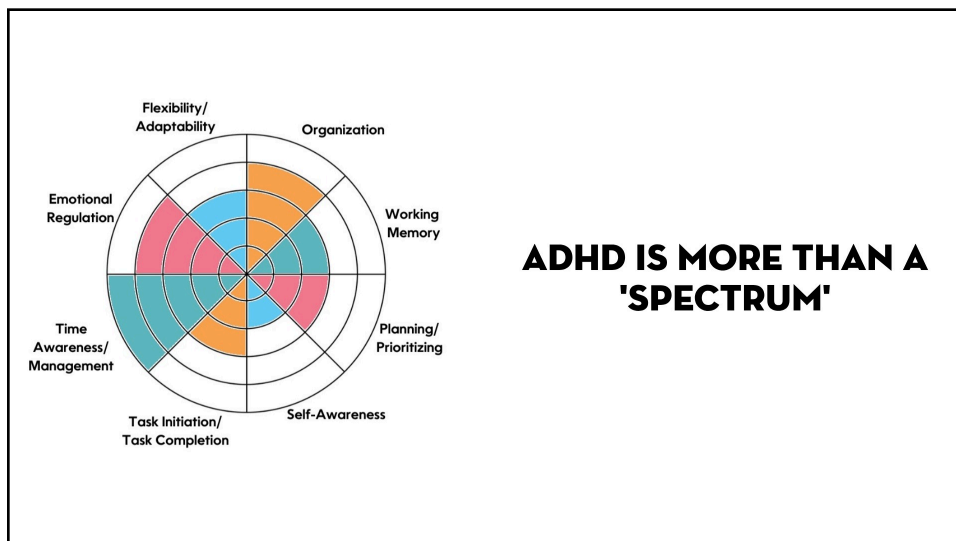 Flexibility/
Adaptability
Organization
Emotional
Regulation
Working
Memory
Time
Awareness/
Management
Planning/
Prioritizing
Task Initiation/
Task Completion
Self-Awareness
ADHD IS MORE THAN A
'SPECTRUM'